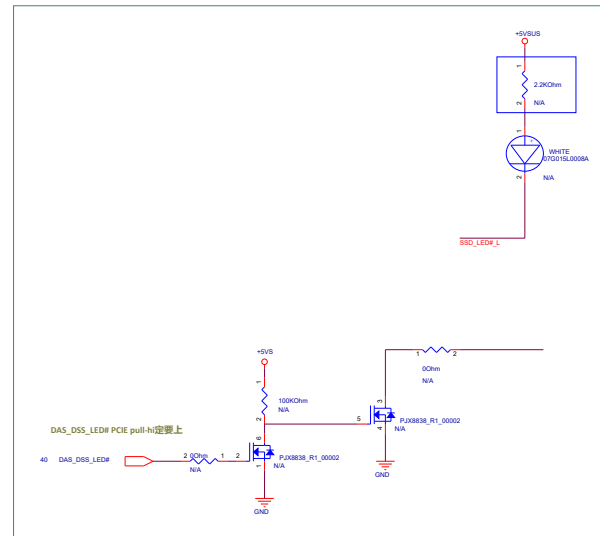 +5VSUS
1
2.2KOhm
2
N/A
1
WHITE
07G015L0008A
2
N/A
SSD_LED#_L
+5VS
1
100KOhm
N/A
2
1 2
0Ohm
N/A
3
5
PJX8838_R1_00002
4
N/A
GND
DAS_DSS_LED# PCIE pull-hi定要上
40 DAS_DSS_LED#
2 0Ohm 1
N/A
2
6
PJX8838_R1_00002
1
N/A
GND